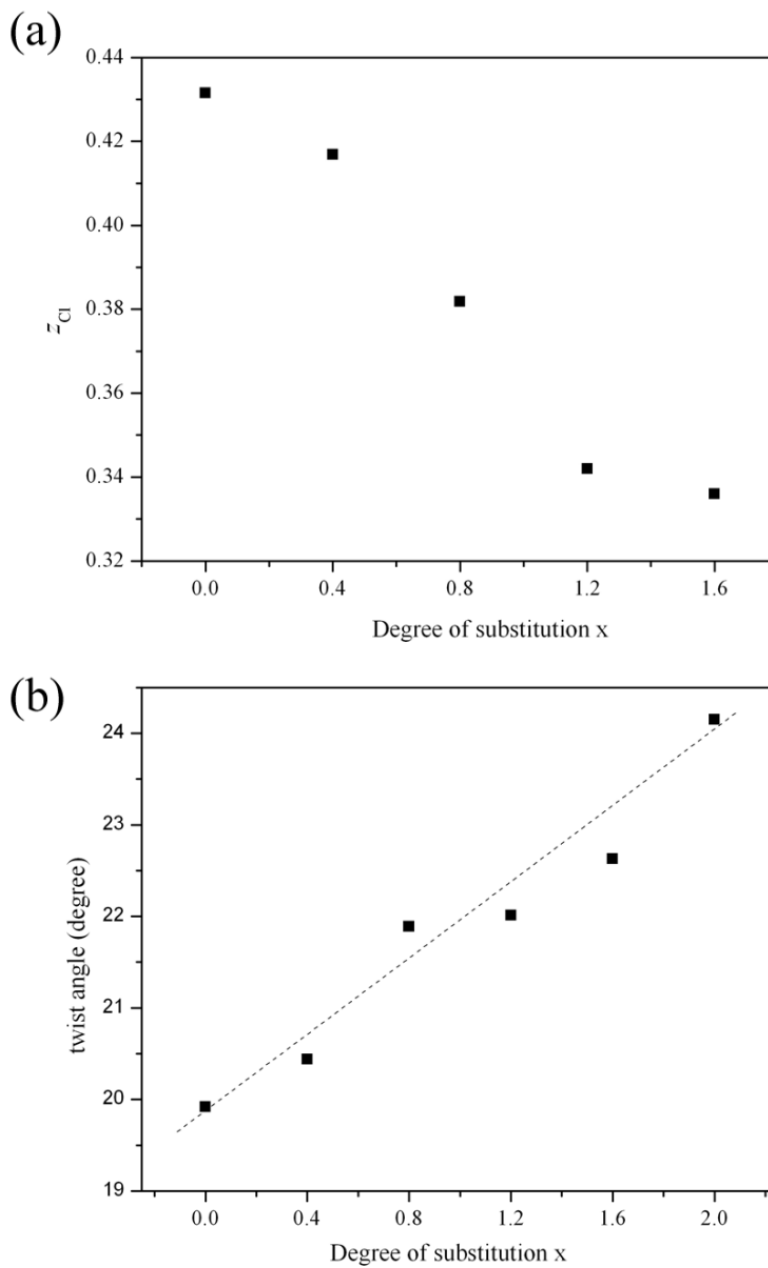 (a)
0.44
0.42
0.40
0.38
0.36
0.34
0.32
z_Cl
0.0 0.4 0.8 1.2 1.6
Degree of substitution x
(b)
24
23
22
21
20
19
twist angle (degree)
0.0 0.4 0.8 1.2 1.6 2.0
Degree of substitution x